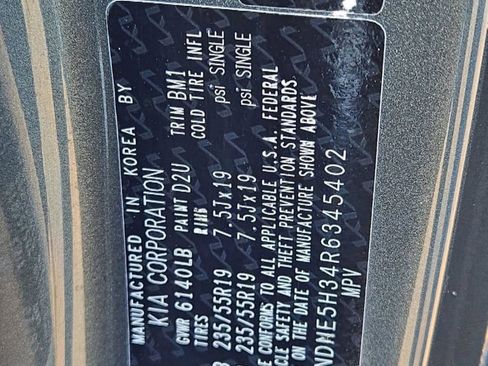 MANUFACTURED IN KOREA BY
KIA CORPORATION
GVWR 6140LB PAINT D2U TRIM BM1
TIRES RIMS COLD TIRE INFL
235/55R19 7.5Jx19 psi SINGLE
235/55R19 7.5Jx19 psi SINGLE
CONFORMS TO ALL APPLICABLE U.S.A. FEDERAL
SAFETY AND THEFT PREVENTION STANDARDS.
ON THE DATE OF MANUFACTURE SHOWN ABOVE
NDNE5H34R6345402
MPV